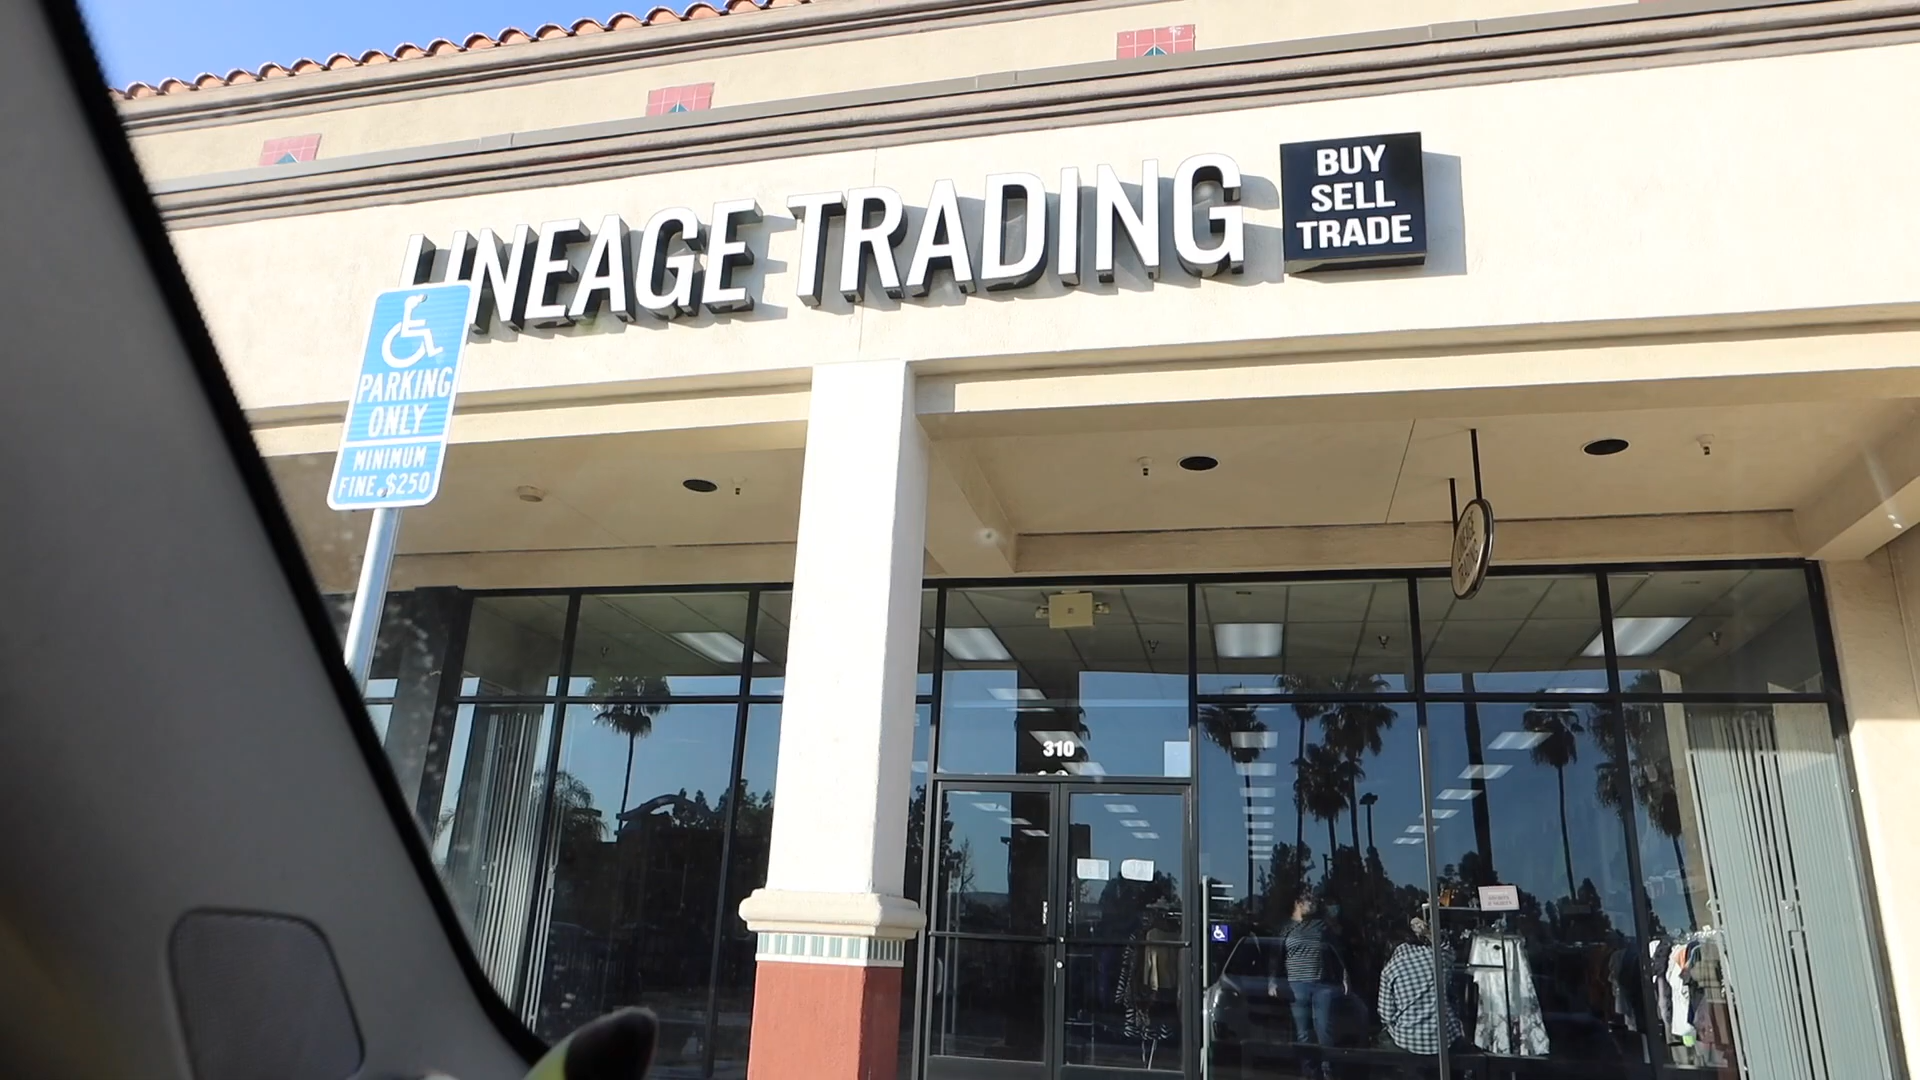 LINEAGE TRADING
BUY
SELL
TRADE
PARKING
ONLY
MINIMUM
FINE $250
310